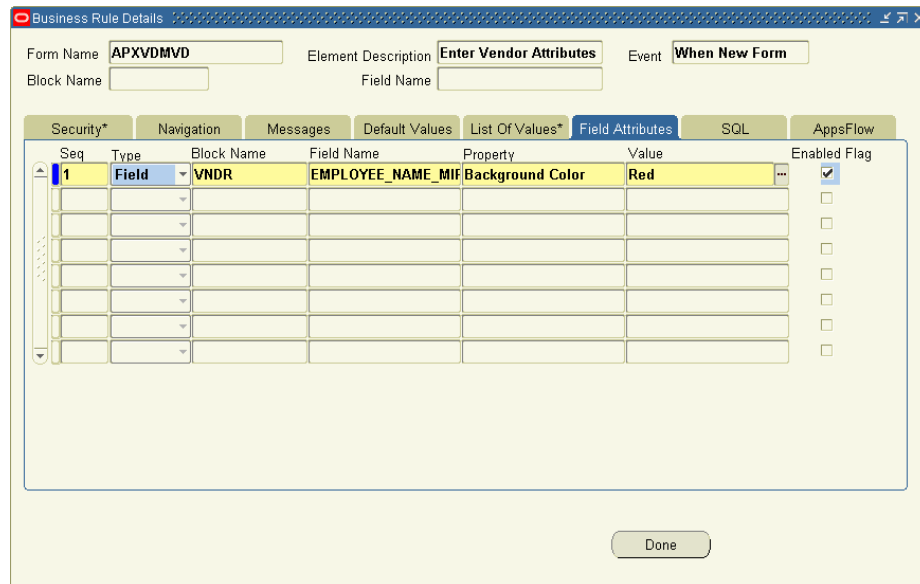 Business Rule Details
Form Name APXVDMVD Element Description Enter Vendor Attributes Event When New Form
Block Name Field Name
Security* Navigation Messages Default Values List Of Values* Field Attributes SQL AppsFlow
Seq Type Block Name Field Name Property Value Enabled Flag
1 Field VNDR EMPLOYEE_NAME_MIR Background Color Red ...
Done